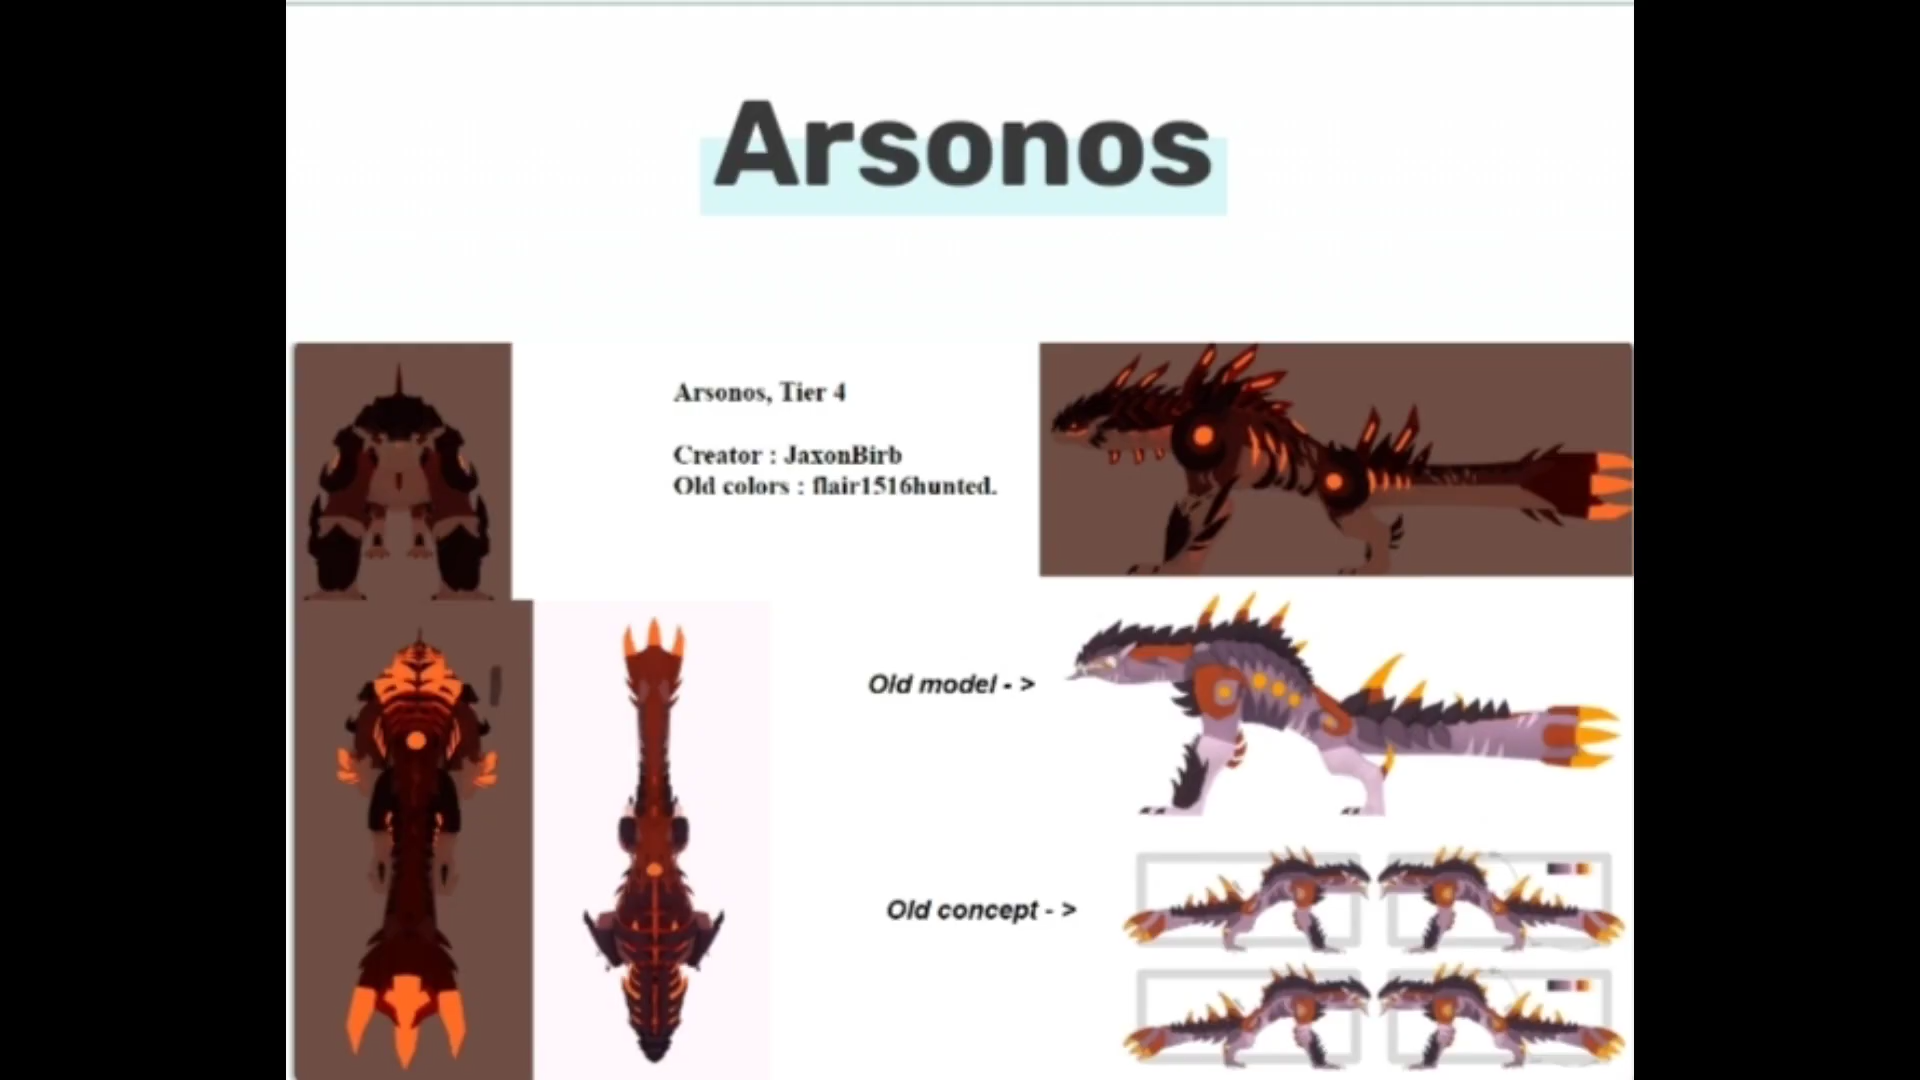 Arsonos
Arsonos, Tier 4
Creator : JaxonBirb
Old colors : flair1516hunted.
Old model - >
Old concept - >